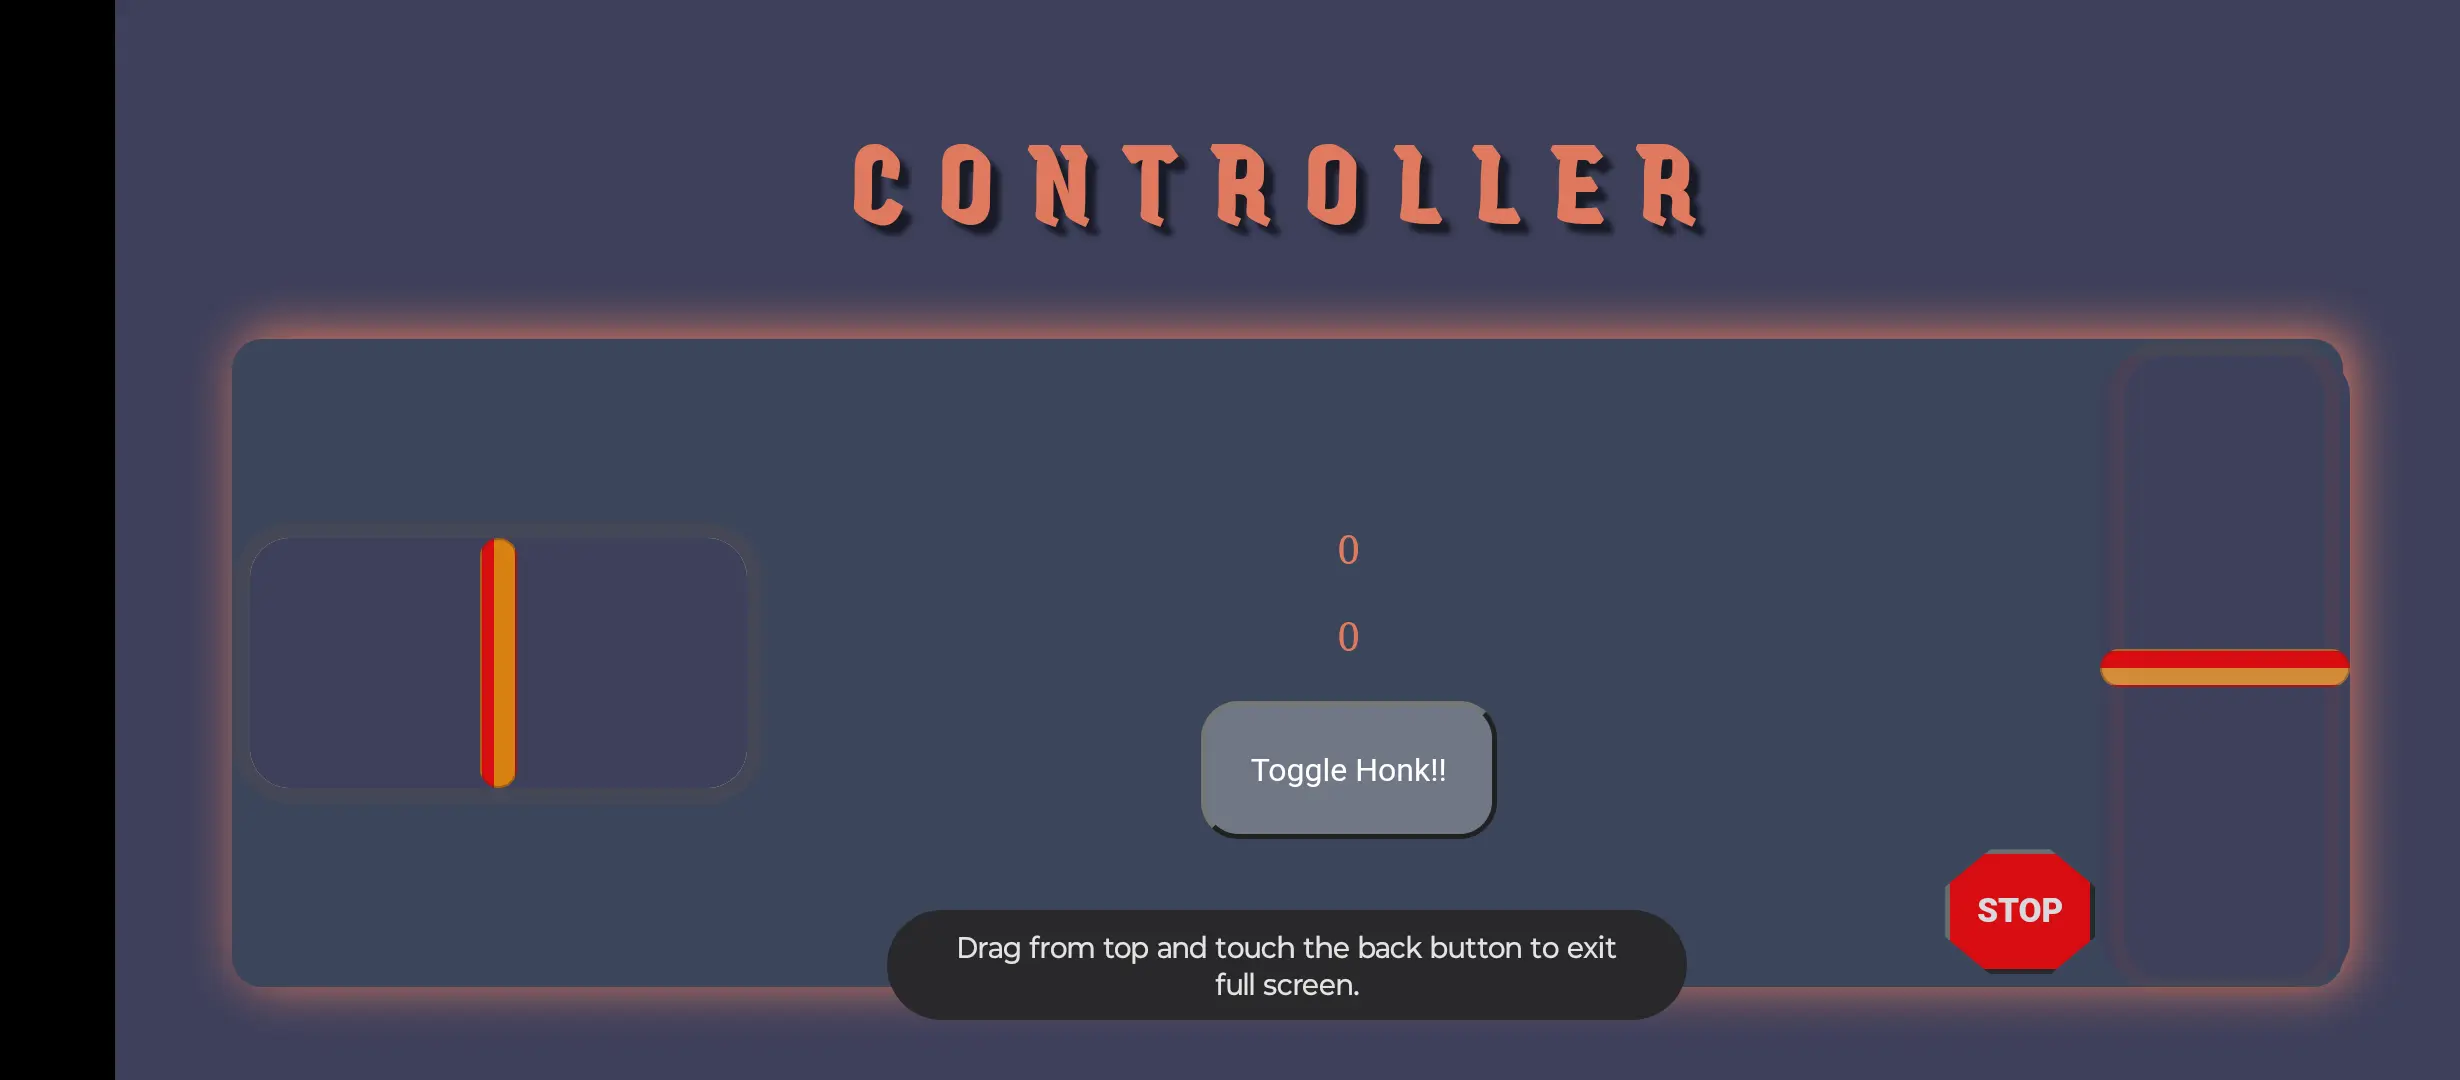 CONTROLLER
0
0
Toggle Honk!!
STOP
Drag from top and touch the back button to exit
full screen.